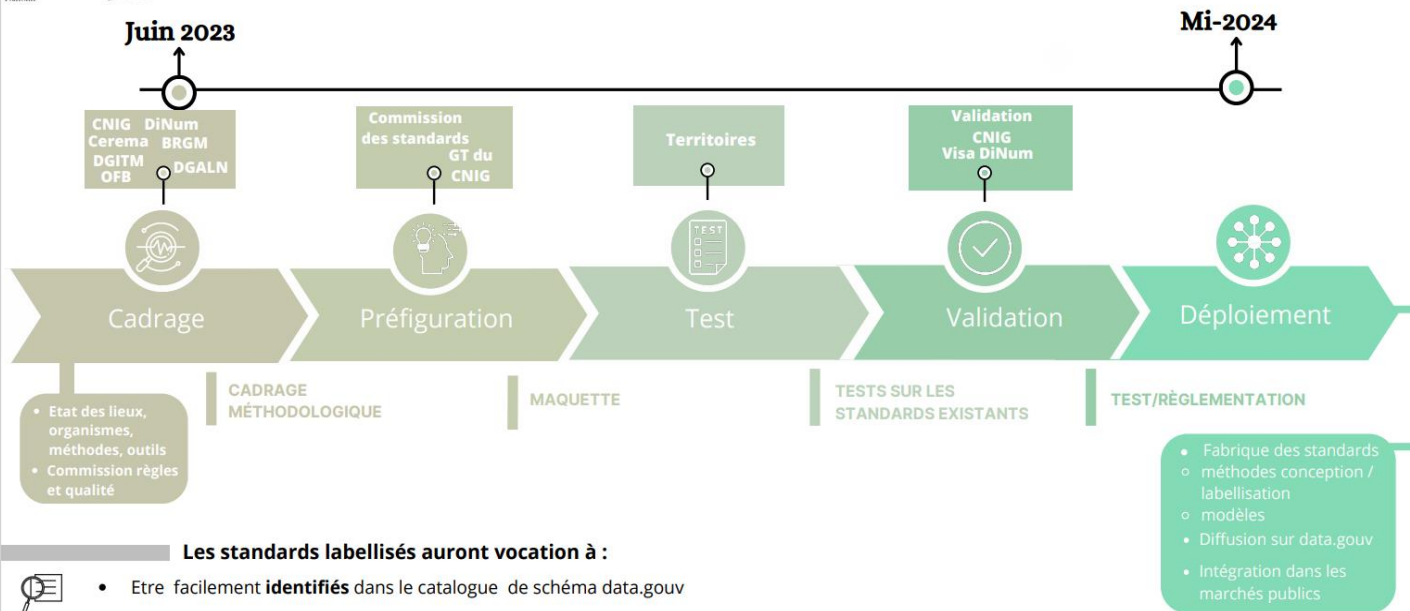 Juin 2023
Mi-2024
CNIG DiNum
Cerema BRGM
DGITM
DGALN
OFB
Commission
des standards
GT du
CNIG
Territoires
Validation
CNIG
Visa DiNum
TEST
Cadrage
Préfiguration
Test
Validation
Déploiement
CADRAGE
MÉTHODOLOGIQUE
MAQUETTE
TESTS SUR LES
STANDARDS EXISTANTS
TEST/RÈGLEMENTATION
• Etat des lieux,
organismes,
méthodes, outils
• Commission règles
et qualité
• Fabrique des standards
○ méthodes conception /
labellisation
○ modèles
• Diffusion sur data.gouv
• Intégration dans les
marchés publics
Les standards labellisés auront vocation à :
• Etre facilement identifiés dans le catalogue de schéma data.gouv